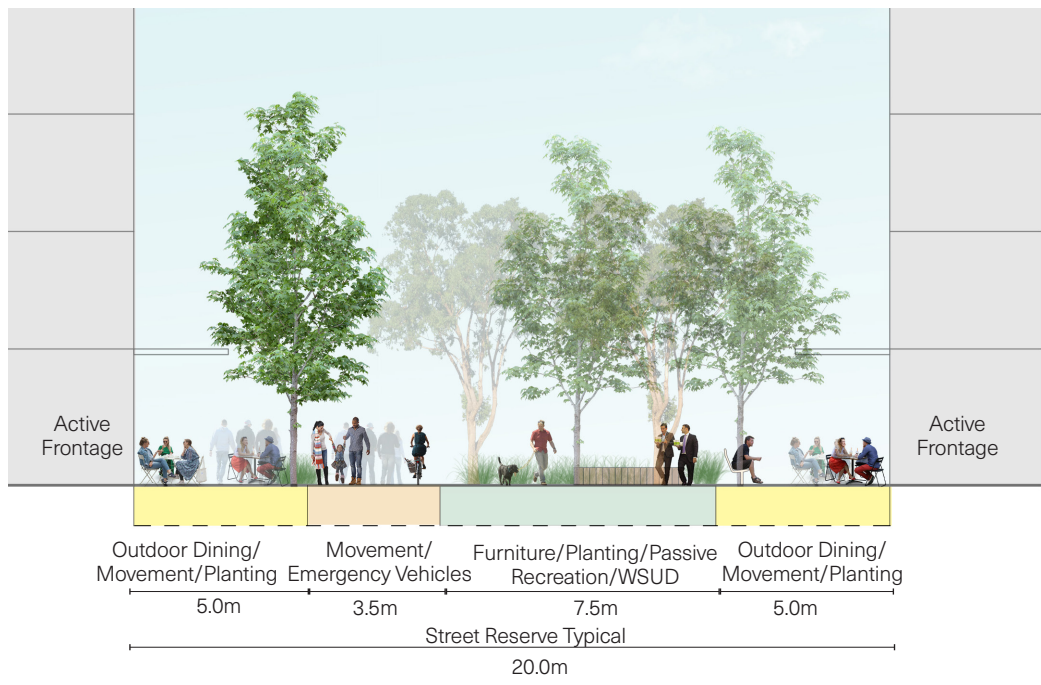 Active
Frontage
Active
Frontage
Outdoor Dining/
Movement/Planting
Movement/
Emergency Vehicles
Furniture/Planting/Passive
Recreation/WSUD
Outdoor Dining/
Movement/Planting
5.0m
3.5m
7.5m
5.0m
Street Reserve Typical
20.0m